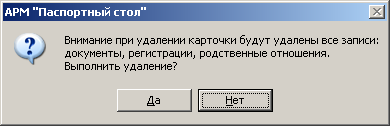 АРМ "Паспортный стол"
Внимание при удалении карточки будут удалены все записи:
документы, регистрации, родственные отношения.
Выполнить удаление?
Да
Нет